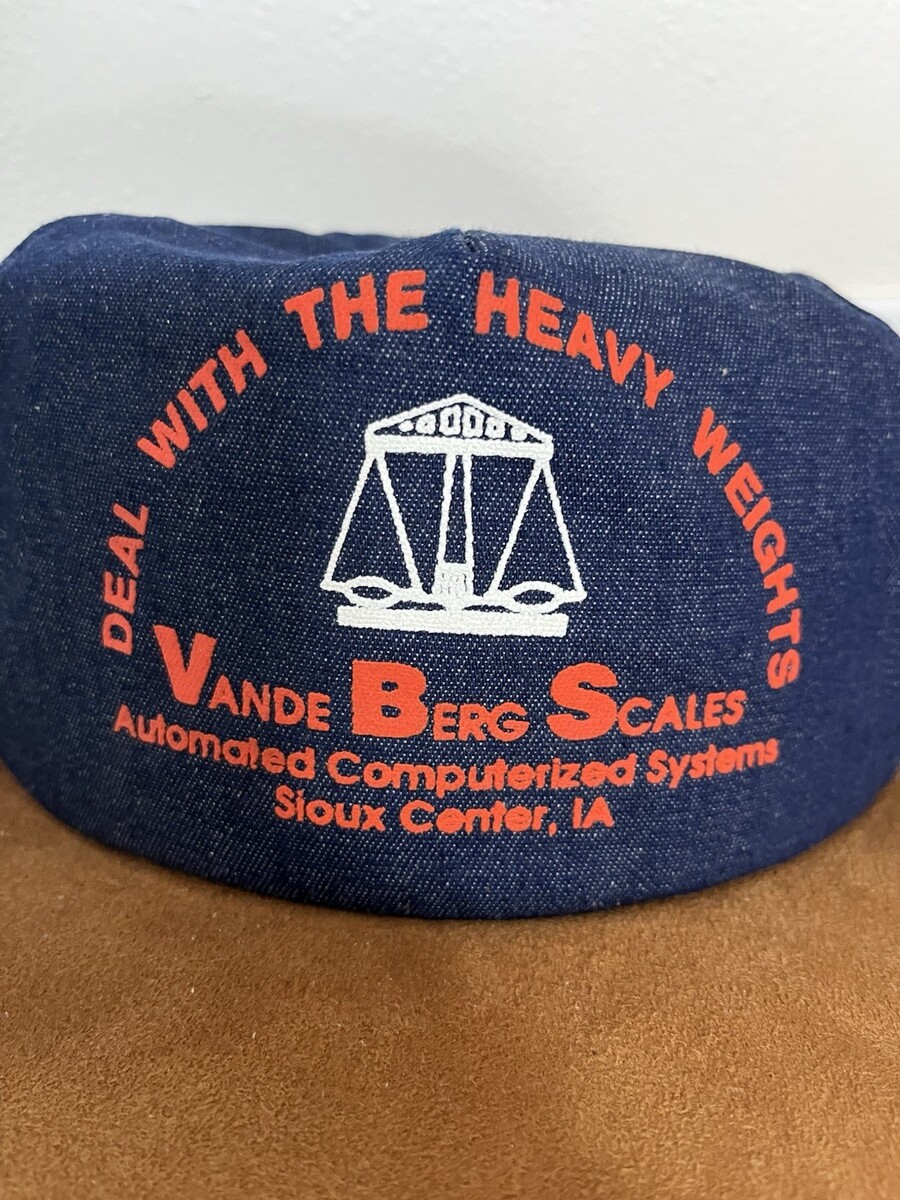 DEAL WITH THE HEAVY WEIGHTS
VANDE BERG SCALES
Automated Computerized Systems
Sioux Center, IA